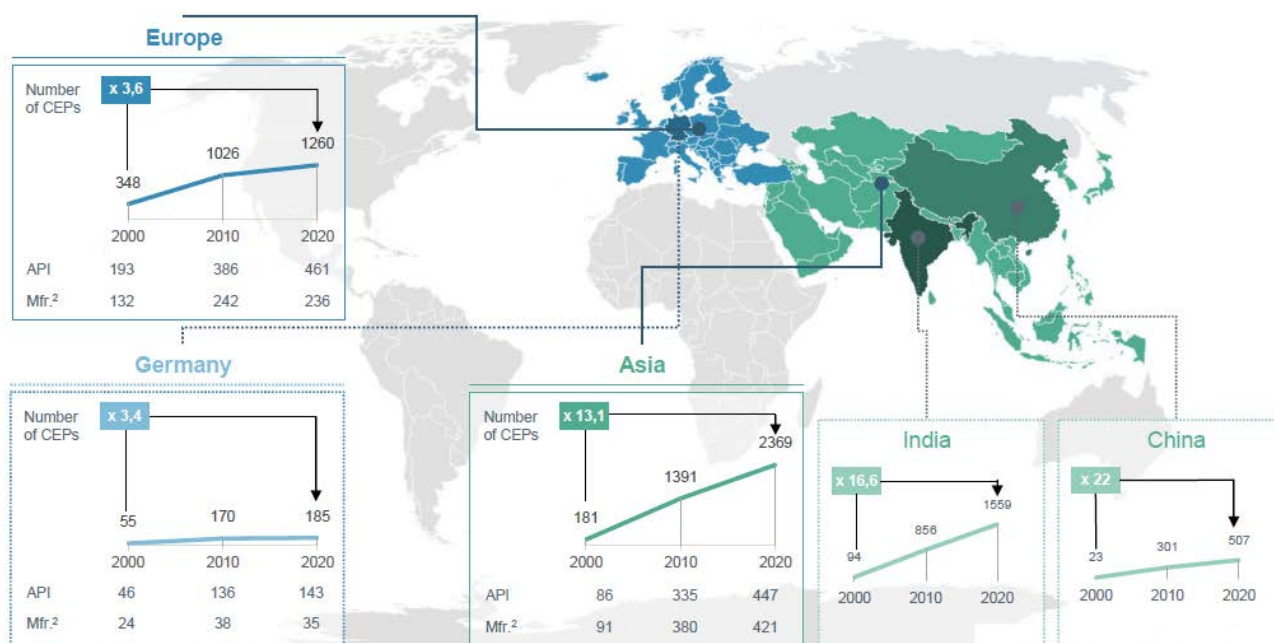 Europe
Number
of CEPs
x 3,6
348
1026
1260
2000 2010 2020
API 193 386 461
Mfr.² 132 242 236
Germany
Number
of CEPs
x 3,4
55
170
185
2000 2010 2020
API 46 136 143
Mfr.² 24 38 35
Asia
Number
of CEPs
x 13,1
181
1391
2369
2000 2010 2020
API 86 335 447
Mfr.² 91 380 421
India
x 16,6
94
856
1559
2000 2010 2020
China
x 22
23
301
507
2000 2010 2020